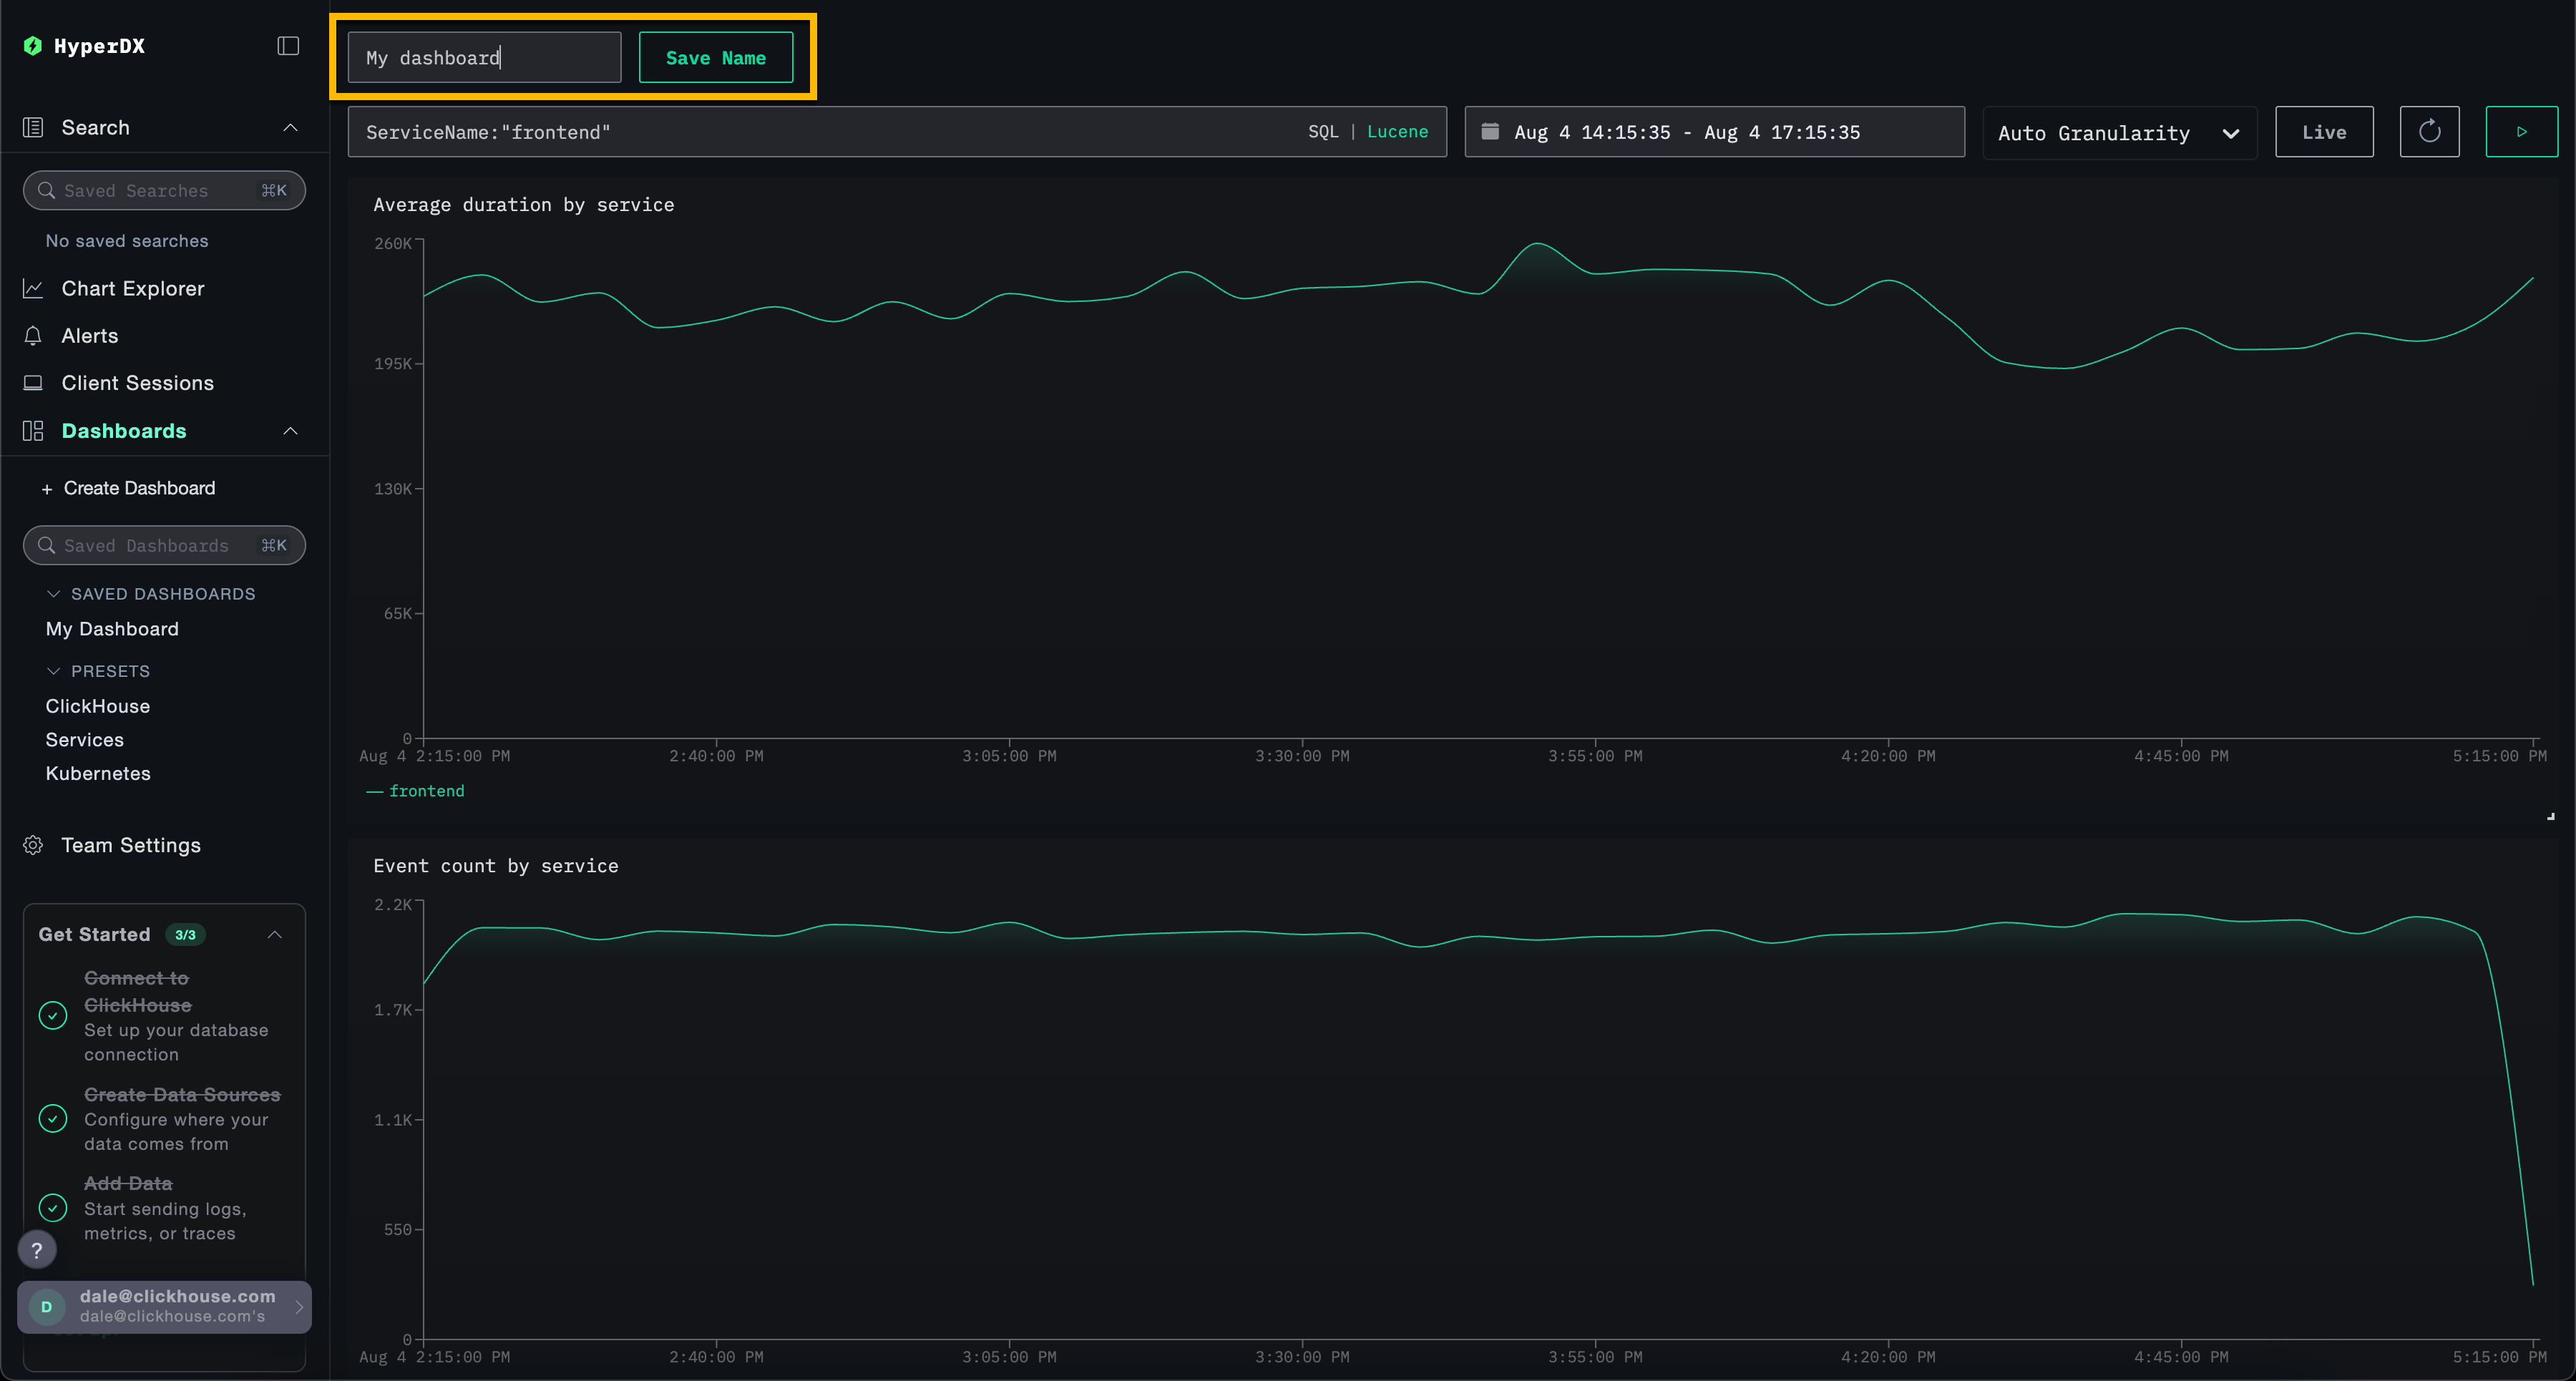 HyperDX
Search
Saved Searches ⌘K
No saved searches
Chart Explorer
Alerts
Client Sessions
Dashboards
+ Create Dashboard
Saved Dashboards ⌘K
SAVED DASHBOARDS
My Dashboard
PRESETS
ClickHouse
Services
Kubernetes
Team Settings
Get Started 3/3
Connect to
ClickHouse
Set up your database
connection
Create Data Sources
Configure where your
data comes from
Add Data
Start sending logs,
metrics, or traces
?
D
dale@clickhouse.com
dale@clickhouse.com's
My dashboard
Save Name
ServiceName:"frontend" SQL | Lucene
Aug 4 14:15:35 - Aug 4 17:15:35
Auto Granularity
Live
Average duration by service
260K
195K
130K
65K
0
Aug 4 2:15:00 PM 2:40:00 PM 3:05:00 PM 3:30:00 PM 3:55:00 PM 4:20:00 PM 4:45:00 PM 5:15:00 PM
frontend
Event count by service
2.2K
1.7K
1.1K
550
0
Aug 4 2:15:00 PM 2:40:00 PM 3:05:00 PM 3:30:00 PM 3:55:00 PM 4:20:00 PM 4:45:00 PM 5:15:00 PM